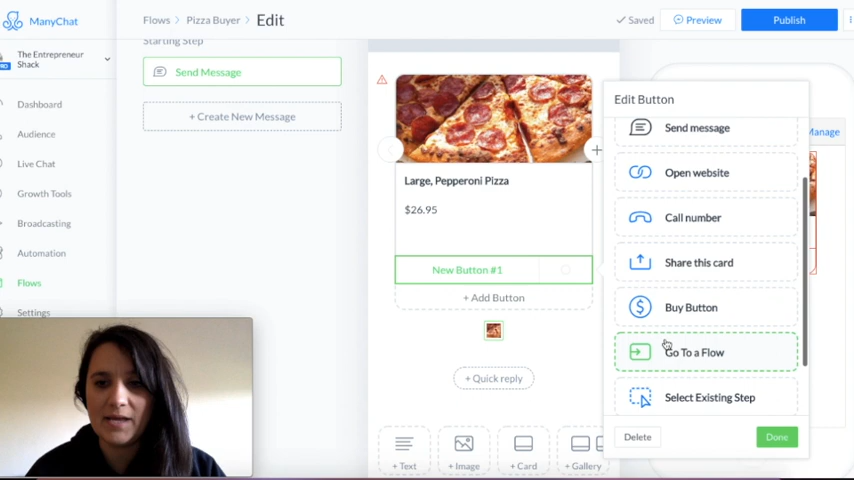 ManyChat
Flows > Pizza Buyer > Edit
Saved
Preview
Publish
The Entrepreneur
Shack
PRO
Starting Step
Send Message
+ Create New Message
Dashboard
Audience
Live Chat
Growth Tools
Broadcasting
Automation
Flows
Settings
Large, Pepperoni Pizza
$26.95
New Button #1
+ Add Button
+ Quick reply
+ Text
+ Image
+ Card
+ Gallery
Edit Button
Send message
Open website
Call number
Share this card
Buy Button
Go To a Flow
Select Existing Step
Delete
Done
Manage